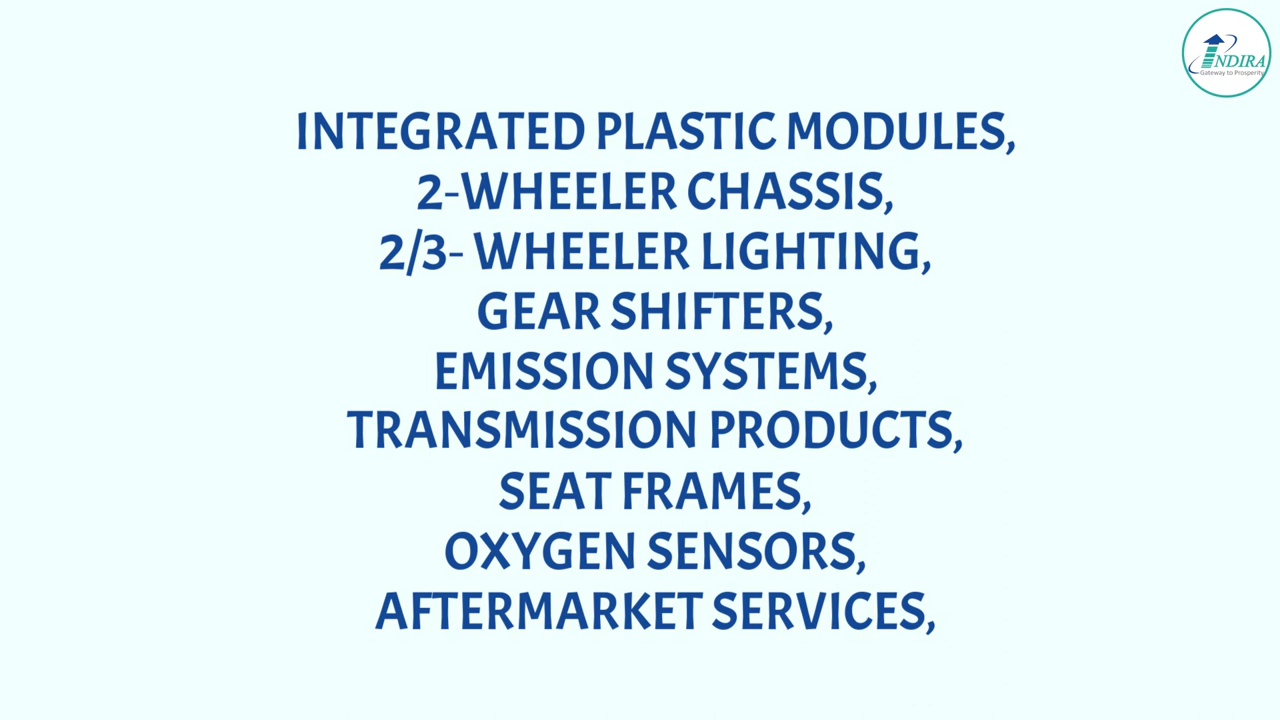 INDIRA
Gateway to Prosperity
INTEGRATED PLASTIC MODULES,
2-WHEELER CHASSIS,
2/3- WHEELER LIGHTING,
GEAR SHIFTERS,
EMISSION SYSTEMS,
TRANSMISSION PRODUCTS,
SEAT FRAMES,
OXYGEN SENSORS,
AFTERMARKET SERVICES,